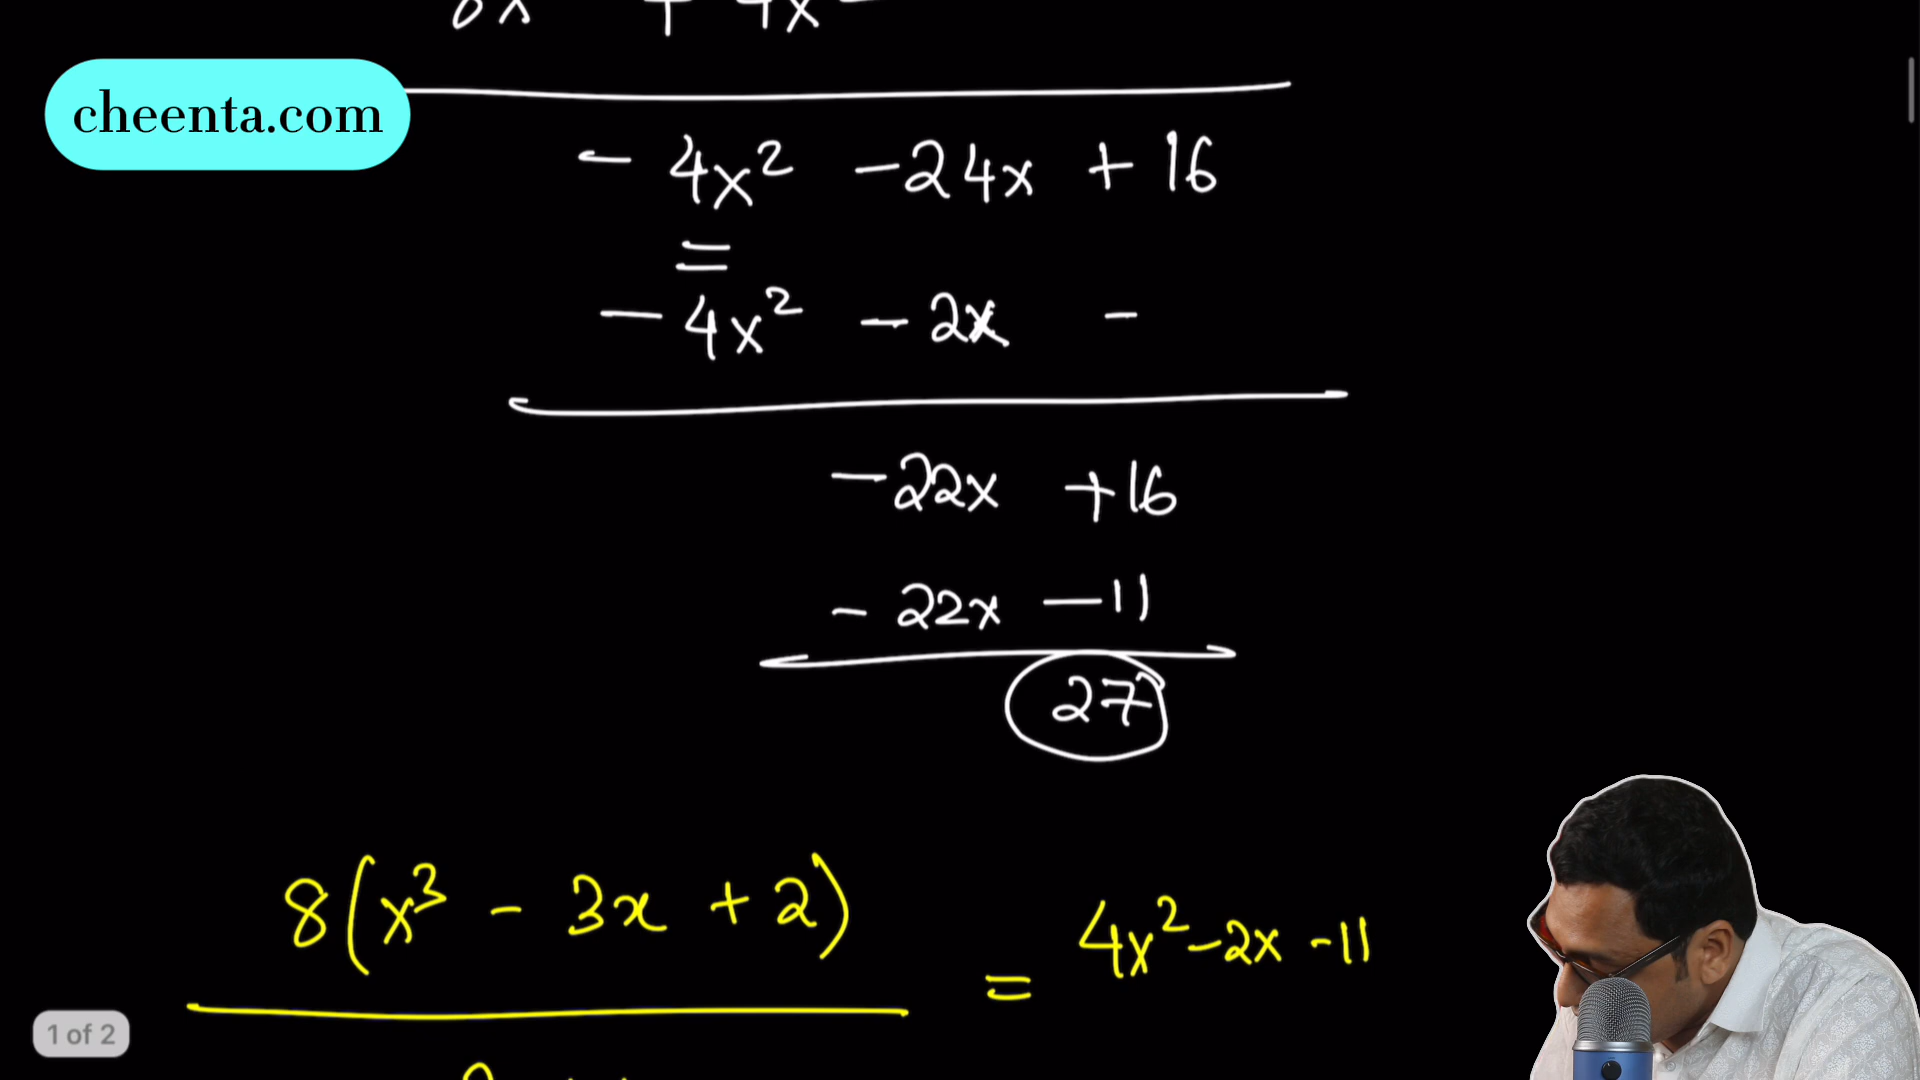 cheenta.com
- 4x² -24x + 16
=
- 4x² - 2x -
-22x +16
- 22x -11
27
8(x³ - 3x + 2)
= 4x² -2x -11
1 of 2